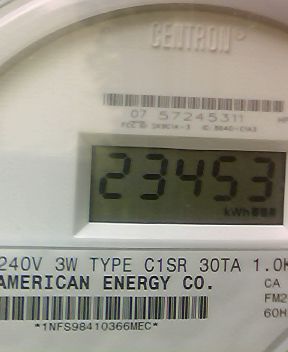 CENTRON®
07 57245311
23453
kWh
240V 3W TYPE C1SR 30TA 1.0K
AMERICAN ENERGY CO.
CA
FM2
60H
*1NFS98410366MEC*